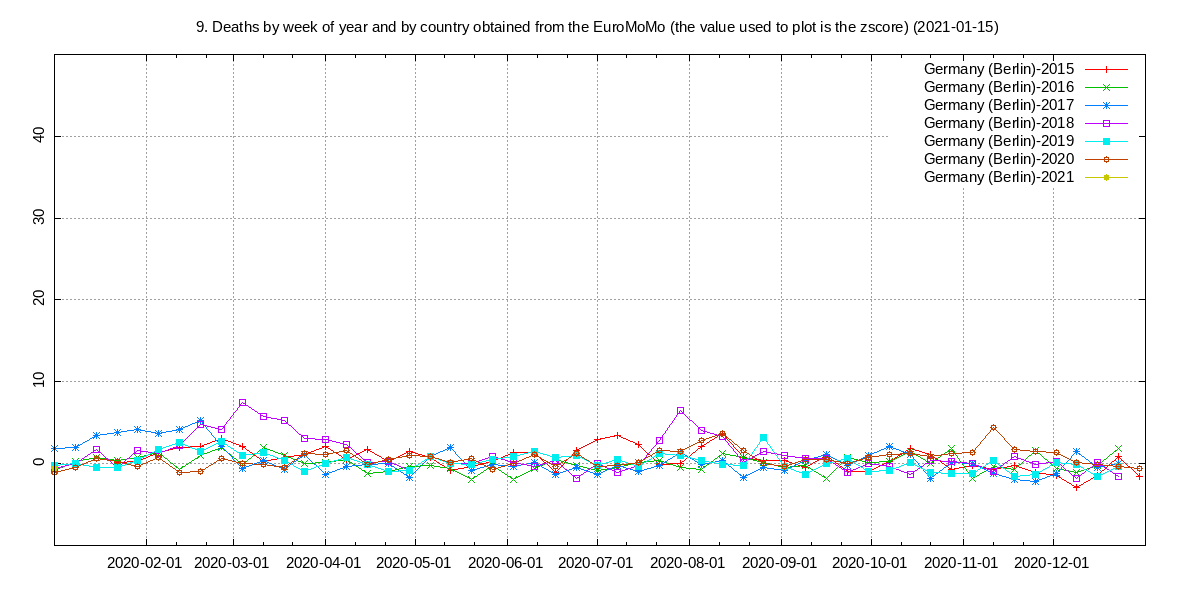 9. Deaths by week of year and by country obtained from the EuroMoMo (the value used to plot is the zscore) (2021-01-15)
Germany (Berlin)-2015
Germany (Berlin)-2016
Germany (Berlin)-2017
Germany (Berlin)-2018
Germany (Berlin)-2019
Germany (Berlin)-2020
Germany (Berlin)-2021
40
30
20
10
0
2020-02-01 2020-03-01 2020-04-01 2020-05-01 2020-06-01 2020-07-01 2020-08-01 2020-09-01 2020-10-01 2020-11-01 2020-12-01